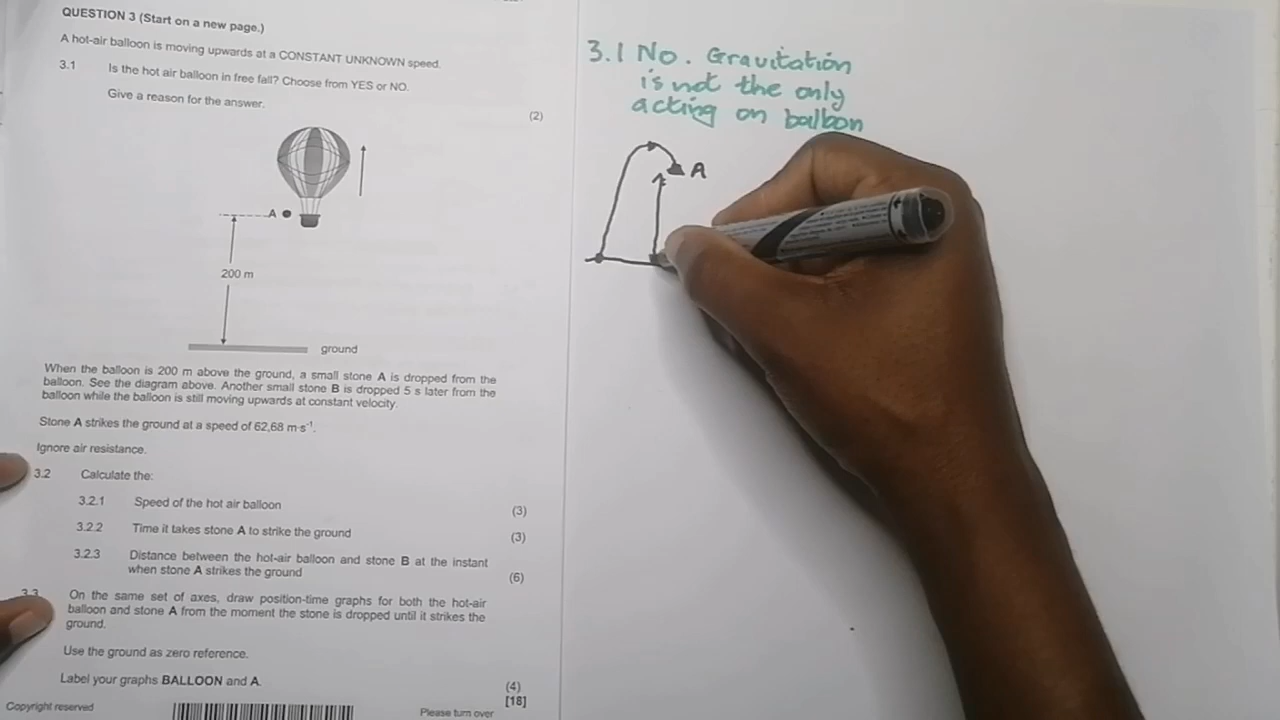 QUESTION 3 (Start on a new page.)
A hot-air balloon is moving upwards at a CONSTANT UNKNOWN speed.
3.1 Is the hot air balloon in free fall? Choose from YES or NO.
Give a reason for the answer.
(2)
A
200 m
ground
When the balloon is 200 m above the ground, a small stone A is dropped from the
balloon. See the diagram above. Another small stone B is dropped 5 s later from the
balloon while the balloon is still moving upwards at constant velocity.
Stone A strikes the ground at a speed of 62,68 m·s⁻¹.
Ignore air resistance.
3.2 Calculate the:
3.2.1 Speed of the hot air balloon (3)
3.2.2 Time it takes stone A to strike the ground (3)
3.2.3 Distance between the hot-air balloon and stone B at the instant
when stone A strikes the ground (6)
3.3 On the same set of axes, draw position-time graphs for both the hot-air
balloon and stone A from the moment the stone is dropped until it strikes the
ground.
Use the ground as zero reference.
Label your graphs BALLOON and A. (4)
[18]
Copyright reserved
Please turn over
3.1 No. Gravitation
is not the only
acting on balloon
A